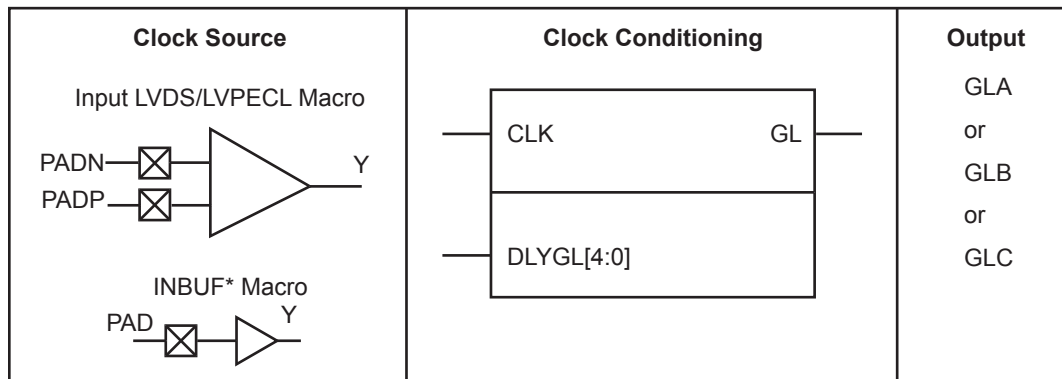 Clock Source
Input LVDS/LVPECL Macro
PADN
PADP
Y
INBUF* Macro
PAD
Y
Clock Conditioning
CLK
GL
DLYGL[4:0]
Output
GLA
or
GLB
or
GLC